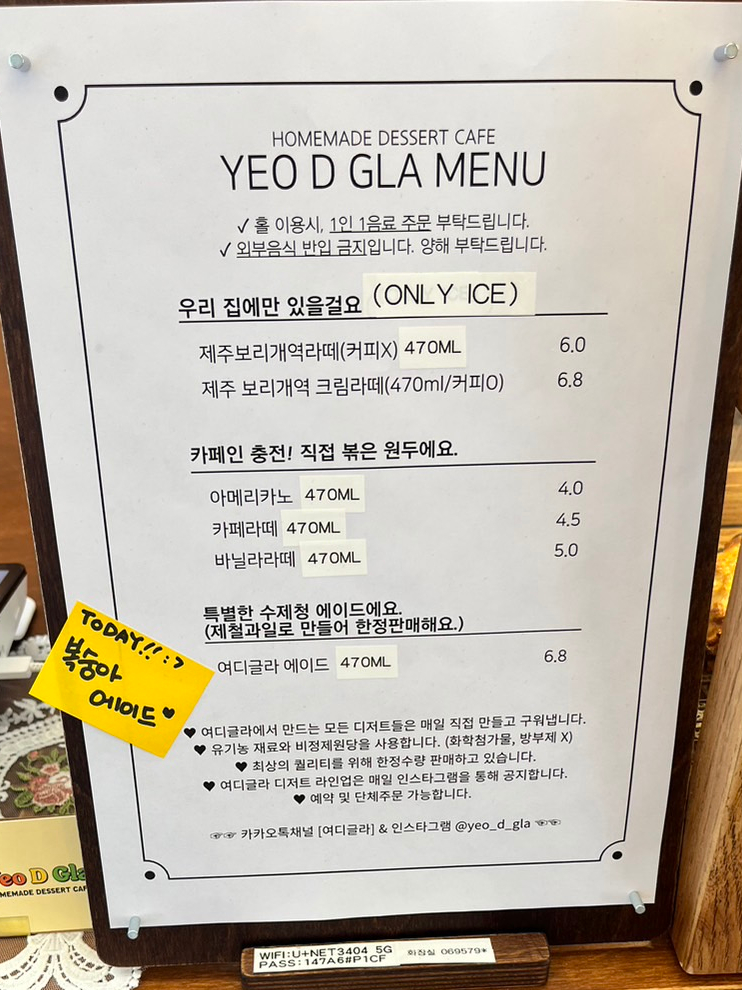 HOMEMADE DESSERT CAFE
YEO D GLA MENU
✓ 홀 이용시, 1인 1음료 주문 부탁드립니다.
✓ 외부음식 반입 금지입니다. 양해 부탁드립니다.
우리 집에만 있을걸요 (ONLY ICE)
제주보리개역라떼(커피X) 470ML 6.0
제주 보리개역 크림라떼(470ml/커피O) 6.8
카페인 충전! 직접 볶은 원두에요.
아메리카노 470ML 4.0
카페라떼 470ML 4.5
바닐라라떼 470ML 5.0
특별한 수제청 에이드에요.
(제철과일로 만들어 한정판매해요.)
여디글라 에이드 470ML 6.8
TODAY!! :>
복숭아
에이드 ♥
♥ 여디글라에서 만드는 모든 디저트들은 매일 직접 만들고 구워냅니다.
♥ 유기농 재료와 비정제원당을 사용합니다. (화학첨가물, 방부제 X)
♥ 최상의 퀄리티를 위해 한정수량 판매하고 있습니다.
♥ 여디글라 디저트 라인업은 매일 인스타그램을 통해 공지합니다.
♥ 예약 및 단체주문 가능합니다.
☞☞ 카카오톡채널 [여디글라] & 인스타그램 @yeo_d_gla ☜☜
eo D Gla
MEMADE DESSERT CAF
WIFI:U+NET3404 5G
PASS:147A6#P1CF
화장실 069579*